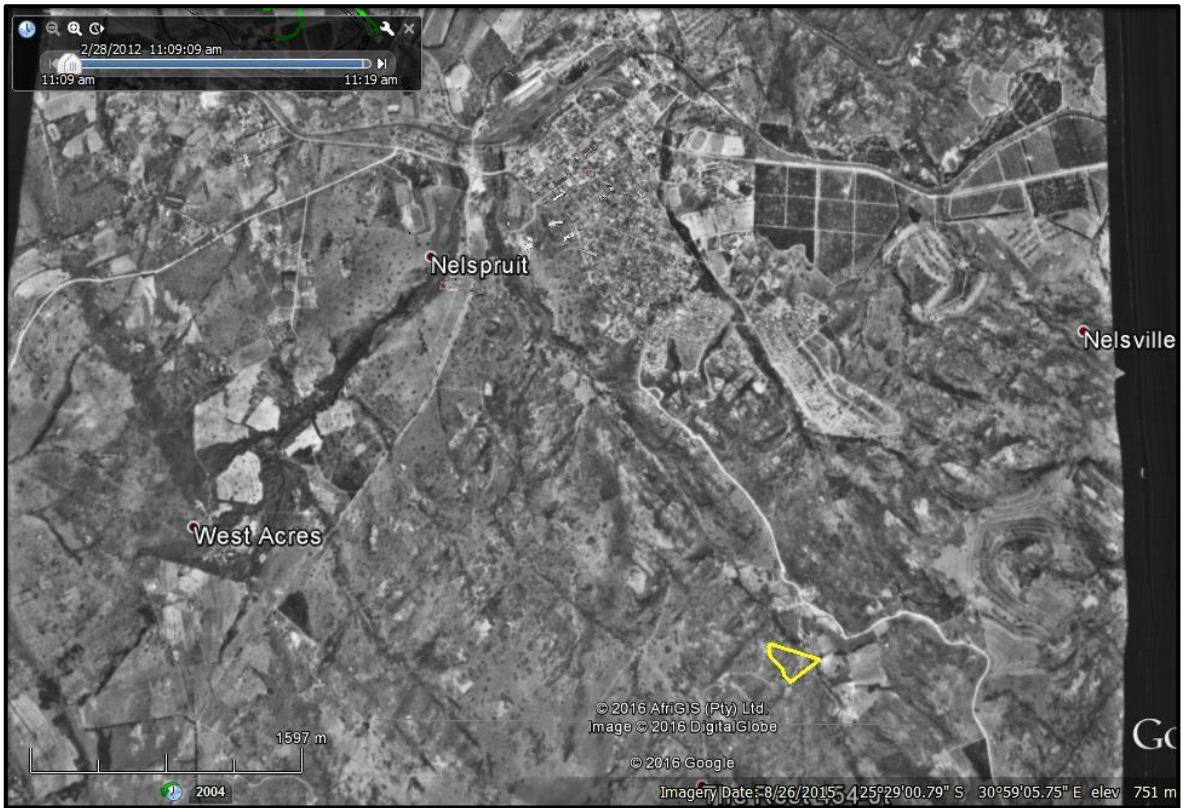 2/28/2012 11:09:09 am
11:09 am 11:19 am
Nelspruit
Nelsville
West Acres
© 2016 AfriGIS (Pty) Ltd.
Image © 2016 DigitalGlobe
© 2016 Google
Go
1597 m
2004
Imagery Date: 8/26/2015 25°29'00.79" S 30°59'05.75" E elev 751 m